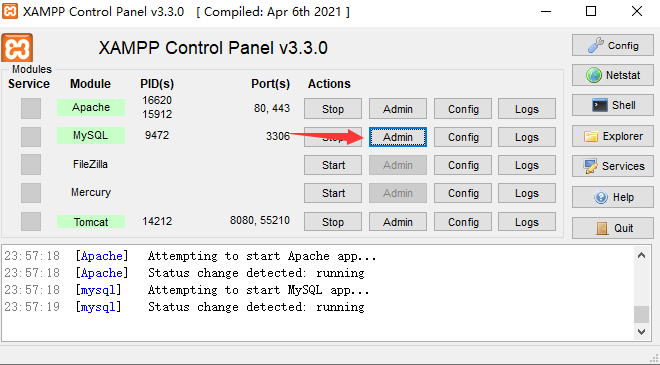 XAMPP Control Panel v3.3.0 [ Compiled: Apr 6th 2021 ]
XAMPP Control Panel v3.3.0
Config
Modules
Service Module PID(s) Port(s) Actions
Netstat
Apache 16620 15912 80, 443 Stop Admin Config Logs
Shell
MySQL 9472 3306 Admin Config Logs
Explorer
FileZilla Start Admin Config Logs
Services
Mercury Start Admin Config Logs
Help
Tomcat 14212 8080, 55210 Stop Admin Config Logs
Quit
23:57:18 [Apache] Attempting to start Apache app...
23:57:18 [Apache] Status change detected: running
23:57:18 [mysql] Attempting to start MySQL app...
23:57:19 [mysql] Status change detected: running